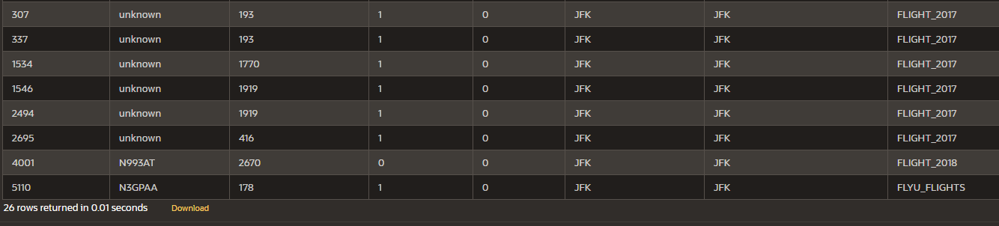 307 unknown 193 1 0 JFK JFK FLIGHT_2017
337 unknown 193 1 0 JFK JFK FLIGHT_2017
1534 unknown 1770 1 0 JFK JFK FLIGHT_2017
1546 unknown 1919 1 0 JFK JFK FLIGHT_2017
2494 unknown 1919 1 0 JFK JFK FLIGHT_2017
2695 unknown 416 1 0 JFK JFK FLIGHT_2017
4001 N993AT 2670 0 0 JFK JFK FLIGHT_2018
5110 N3GPAA 178 1 0 JFK JFK FLYU_FLIGHTS
26 rows returned in 0.01 seconds Download